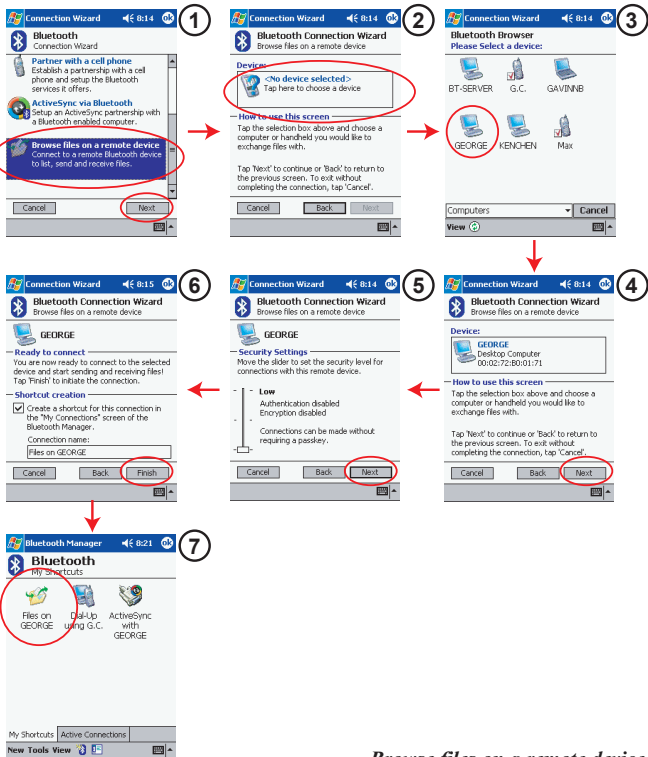 Connection Wizard 8:14 ok
1
Bluetooth
Connection Wizard
Partner with a cell phone
Establish a partnership with a cell
phone and setup the Bluetooth
services it offers.
ActiveSync via Bluetooth
Setup an ActiveSync partnership with
a Bluetooth enabled computer.
Browse files on a remote device
Connect to a remote Bluetooth device
to list, send and receive files.
Cancel Next
Connection Wizard 8:14 ok
2
Bluetooth Connection Wizard
Browse files on a remote device
Device:
<No device selected>
Tap here to choose a device
How to use this screen
Tap the selection box above and choose a
computer or handheld you would like to
exchange files with.
Tap 'Next' to continue or 'Back' to return to
the previous screen. To exit without
completing the connection, tap 'Cancel'.
Cancel Back Next
Connection Wizard 8:14 ok
3
Bluetooth Browser
Please Select a device:
BT-SERVER G.C. GAVINNB
GEORGE KENCHEN Max
Computers Cancel
View
Connection Wizard 8:14 ok
4
Bluetooth Connection Wizard
Browse files on a remote device
Device:
GEORGE
Desktop Computer
00:02:72:B0:01:71
How to use this screen
Tap the selection box above and choose a
computer or handheld you would like to
exchange files with.
Tap 'Next' to continue or 'Back' to return to
the previous screen. To exit without
completing the connection, tap 'Cancel'.
Cancel Back Next
Connection Wizard 8:14 ok
5
Bluetooth Connection Wizard
Browse files on a remote device
GEORGE
Security Settings
Move the slider to set the security level for
connections with this remote device.
Low
Authentication disabled
Encryption disabled
Connections can be made without
requiring a passkey.
Cancel Back Next
Connection Wizard 8:15 ok
6
Bluetooth Connection Wizard
Browse files on a remote device
GEORGE
Ready to connect
You are now ready to connect to the selected
device and start sending and receiving files!
Tap 'Finish' to initiate the connection.
Shortcut creation
Create a shortcut for this connection in
the "My Connections" screen of the
Bluetooth Manager.
Connection name:
Files on GEORGE
Cancel Back Finish
Bluetooth Manager 8:21 ok
7
Bluetooth
My Shortcuts
Files on GEORGE
Dial-Up using G.C.
ActiveSync with GEORGE
My Shortcuts Active Connections
New Tools View
Browse files on a remote device